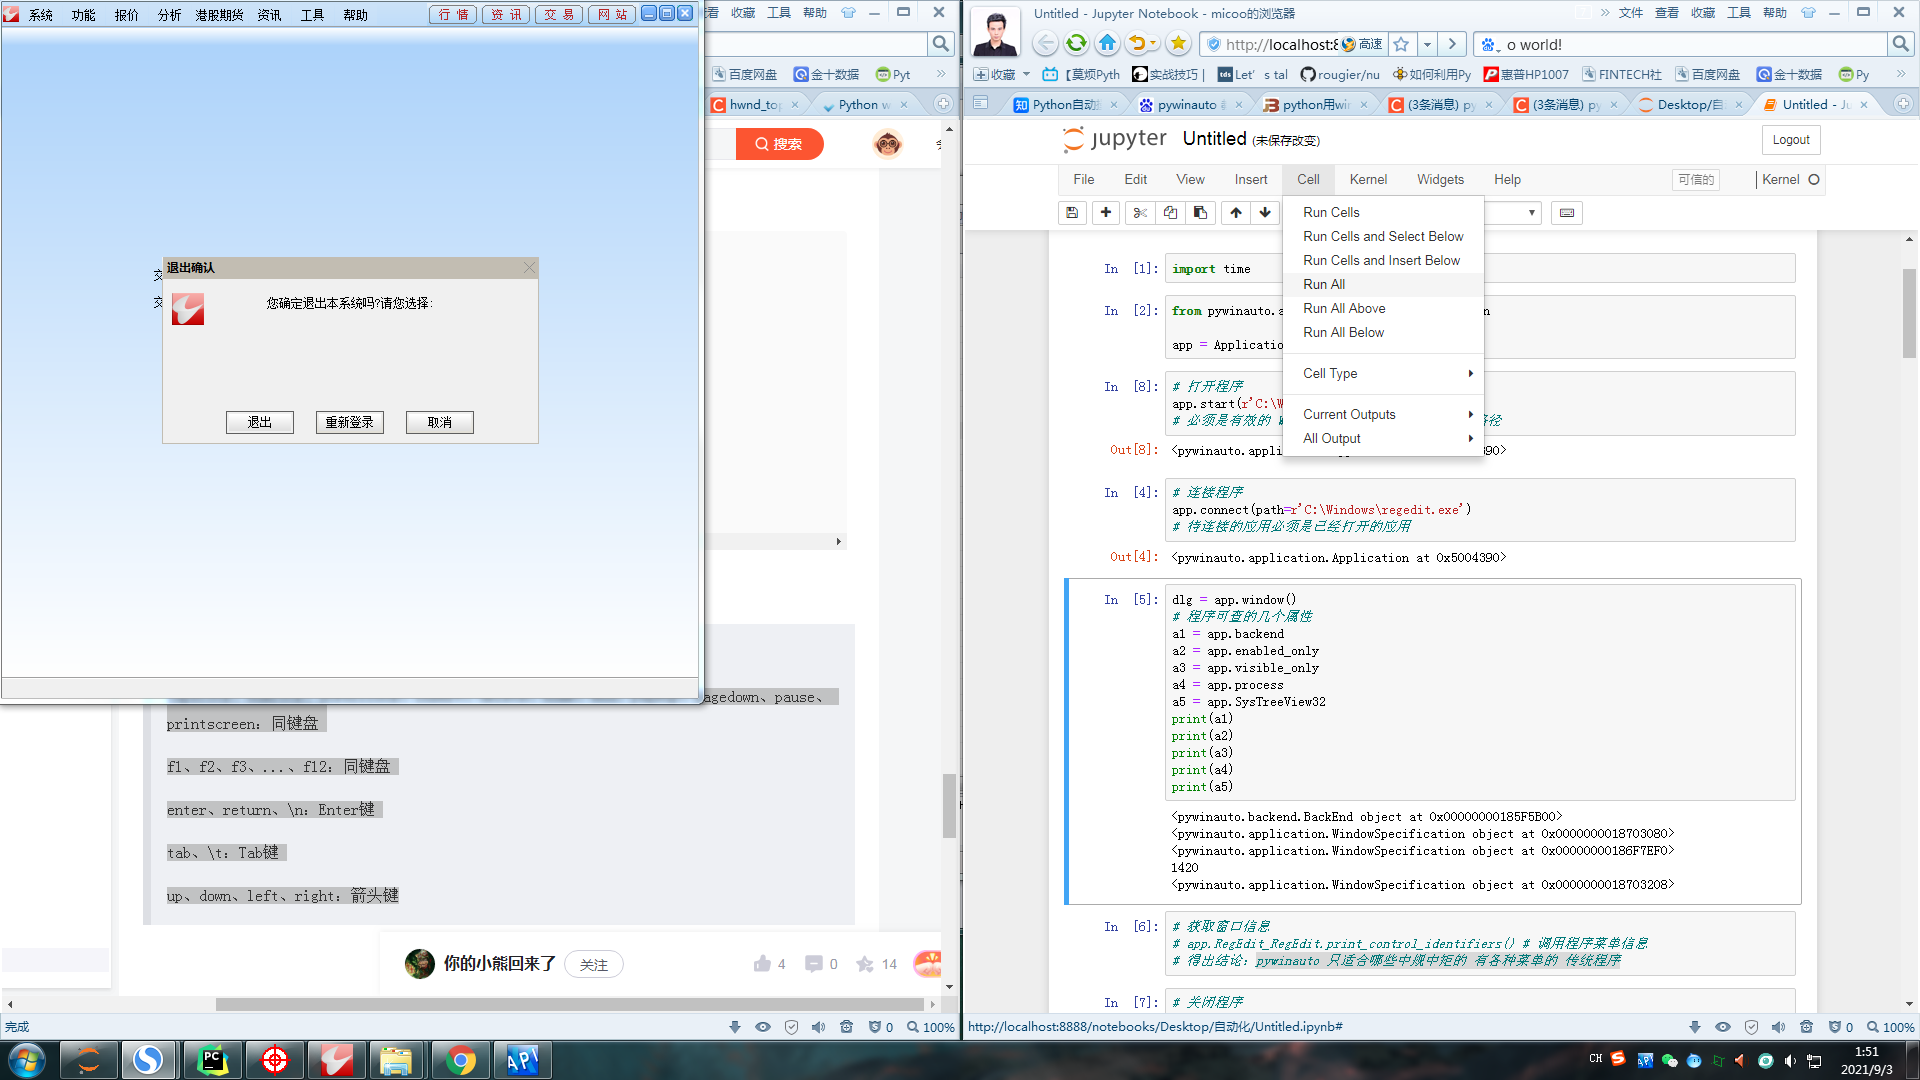 系统 功能 报价 分析 港股期货 资讯 工具 帮助 行 情 资 讯 交 易 网 站
看 收藏 工具 帮助
百度网盘 金十数据 Pyt »
hwnd_to Python w
搜索
退出确认
您确定退出本系统吗?请您选择:
退出 重新登录 取消
agedown、pause、
printscreen: 同键盘
f1、f2、f3、...、f12: 同键盘
enter、return、\n: Enter键
tab、\t: Tab键
up、down、left、right: 箭头键
你的小熊回来了 关注 4 0 14
完成 0 100%
Untitled - Jupyter Notebook - micoo的浏览器 » 文件 查看 收藏 工具 帮助
http://localhost:8 高速 o world!
收藏 【莫烦Pyth 实战技巧 | tds Let' s tal rougier/nu 如何利用Py 惠普HP1007 FINTECH社 百度网盘 金十数据 Py »
知 Python自动 pywinauto 教 python用wi (3条消息) py (3条消息) py Desktop/自 Untitled - Ju
jupyter Untitled (未保存改变) Logout
File Edit View Insert Cell Kernel Widgets Help 可信的 Kernel
Run Cells
Run Cells and Select Below
Run Cells and Insert Below
Run All
Run All Above
Run All Below
Cell Type
Current Outputs
All Output
In [1]: import time
In [2]: from pywinauto.a n
app = Applicatio
In [8]: # 打开程序
app.start(r'C:\W
# 必须是有效的 径
Out[8]: <pywinauto.appli 390>
In [4]: # 连接程序
app.connect(path=r'C:\Windows\regedit.exe')
# 待连接的应用必须是已经打开的应用
Out[4]: <pywinauto.application.Application at 0x5004390>
In [5]: dlg = app.window()
# 程序可查的几个属性
a1 = app.backend
a2 = app.enabled_only
a3 = app.visible_only
a4 = app.process
a5 = app.SysTreeView32
print(a1)
print(a2)
print(a3)
print(a4)
print(a5)
<pywinauto.backend.BackEnd object at 0x00000000185F5B00>
<pywinauto.application.WindowSpecification object at 0x0000000018703080>
<pywinauto.application.WindowSpecification object at 0x00000000186F7EF0>
1420
<pywinauto.application.WindowSpecification object at 0x0000000018703208>
In [6]: # 获取窗口信息
# app.RegEdit_RegEdit.print_control_identifiers() # 调用程序菜单信息
# 得出结论: pywinauto 只适合哪些中规中矩的 有各种菜单的 传统程序
In [7]: # 关闭程序
http://localhost:8888/notebooks/Desktop/自动化/Untitled.ipynb# 0 100%
CH 1:51
2021/9/3